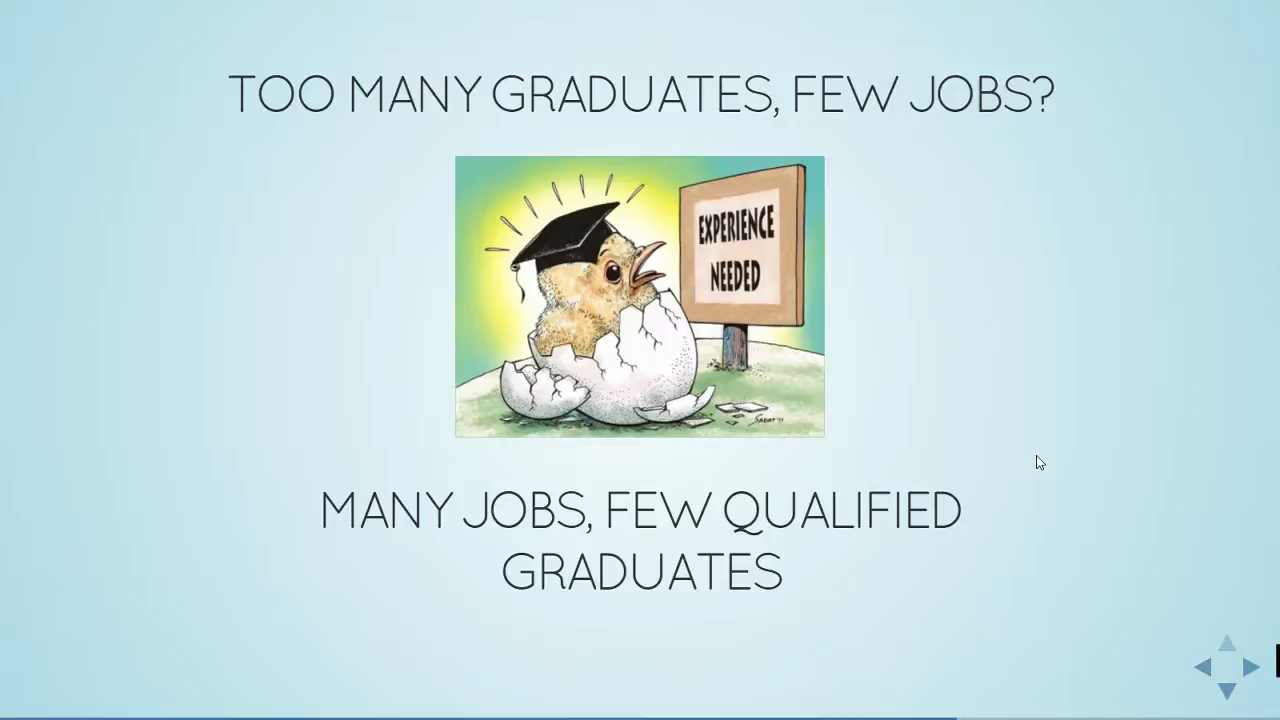 TOO MANY GRADUATES, FEW JOBS?
EXPERIENCE
NEEDED
MANY JOBS, FEW QUALIFIED
GRADUATES